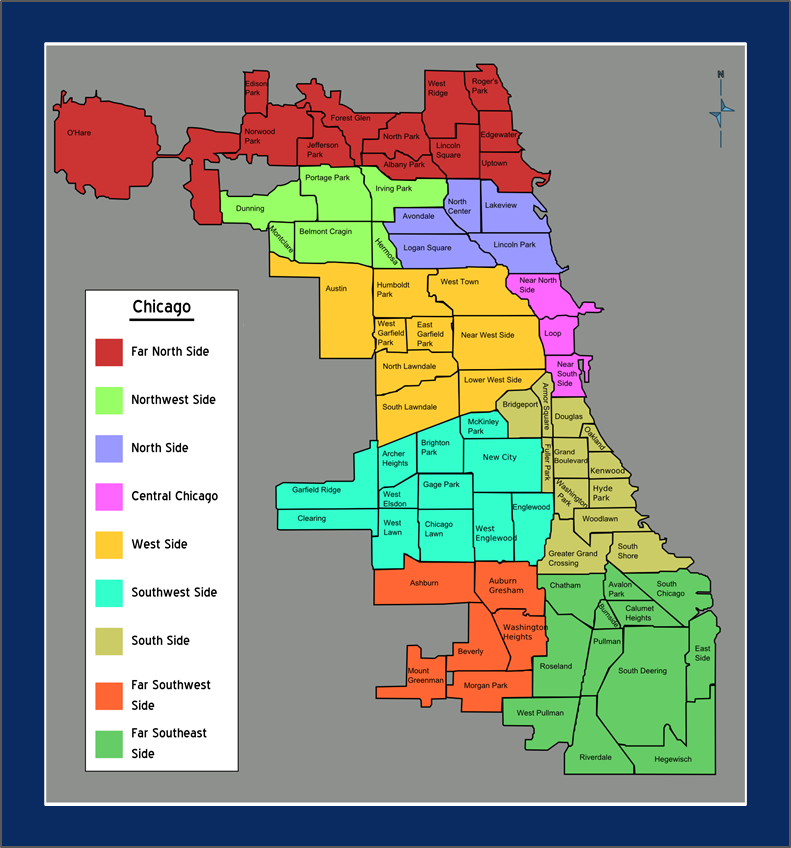 N
Edison
Park
Roger's
Park
West
Ridge
O'Hare
Forest Glen
Norwood
Park
North Park
Edgewater
Jefferson
Park
Lincoln
Square
Albany Park
Uptown
Portage Park
Irving Park
Dunning
North
Center
Lakeview
Avondale
Montclare
Belmont Cragin
Hermosa
Logan Square
Lincoln Park
Austin
Humboldt
Park
West Town
Near North
Side
West
Garfield
Park
East
Garfield
Park
Near West Side
Loop
North Lawndale
Near
South
Side
Lower West Side
South Lawndale
Bridgeport
Armor Square
Douglas
McKinley
Park
Oakland
Archer
Heights
Brighton
Park
New City
Fuller Park
Grand
Boulevard
Kenwood
Garfield Ridge
West
Elsdon
Gage Park
Washington
Park
Hyde
Park
Clearing
Englewood
West
Lawn
Chicago
Lawn
West
Englewood
Woodlawn
Greater Grand
Crossing
South
Shore
Ashburn
Auburn
Gresham
Chatham
Avalon
Park
South
Chicago
Burnside
Calumet
Heights
Washington
Heights
Pullman
Beverly
East
Side
Roseland
South Deering
Mount
Greenman
Morgan Park
West Pullman
Riverdale
Hegewisch
Chicago
Far North Side
Northwest Side
North Side
Central Chicago
West Side
Southwest Side
South Side
Far Southwest
Side
Far Southeast
Side